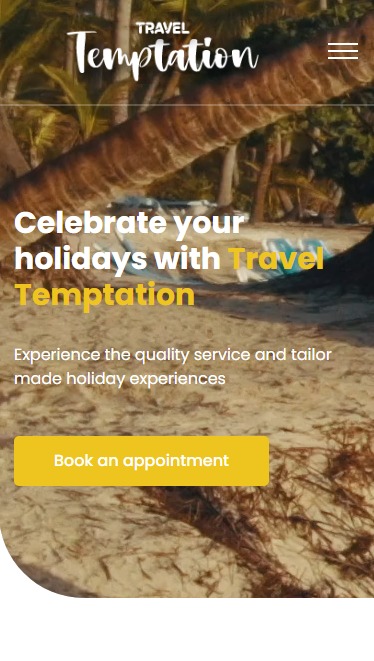 TRAVEL
Temptation
Celebrate your
holidays with Travel
Temptation
Experience the quality service and tailor
made holiday experiences
Book an appointment